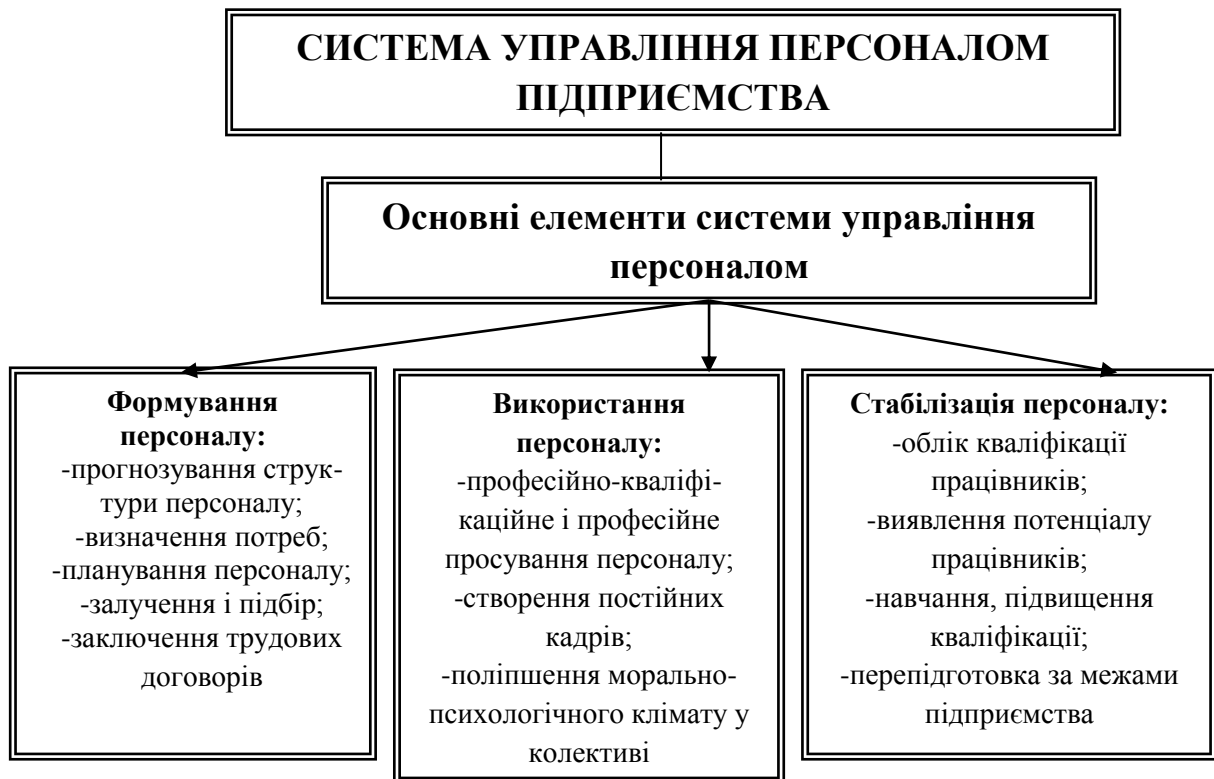 СИСТЕМА УПРАВЛІННЯ ПЕРСОНАЛОМ
ПІДПРИЄМСТВА
Основні елементи системи управління
персоналом
Формування
персоналу:
-прогнозування струк-
тури персоналу;
-визначення потреб;
-планування персоналу;
-залучення і підбір;
-заключення трудових
договорів
Використання
персоналу:
-професійно-кваліфі-
каційне і професійне
просування персоналу;
-створення постійних
кадрів;
-поліпшення морально-
психологічного клімату у
колективі
Стабілізація персоналу:
-облік кваліфікації
працівників;
-виявлення потенціалу
працівників;
-навчання, підвищення
кваліфікації;
-перепідготовка за межами
підприємства